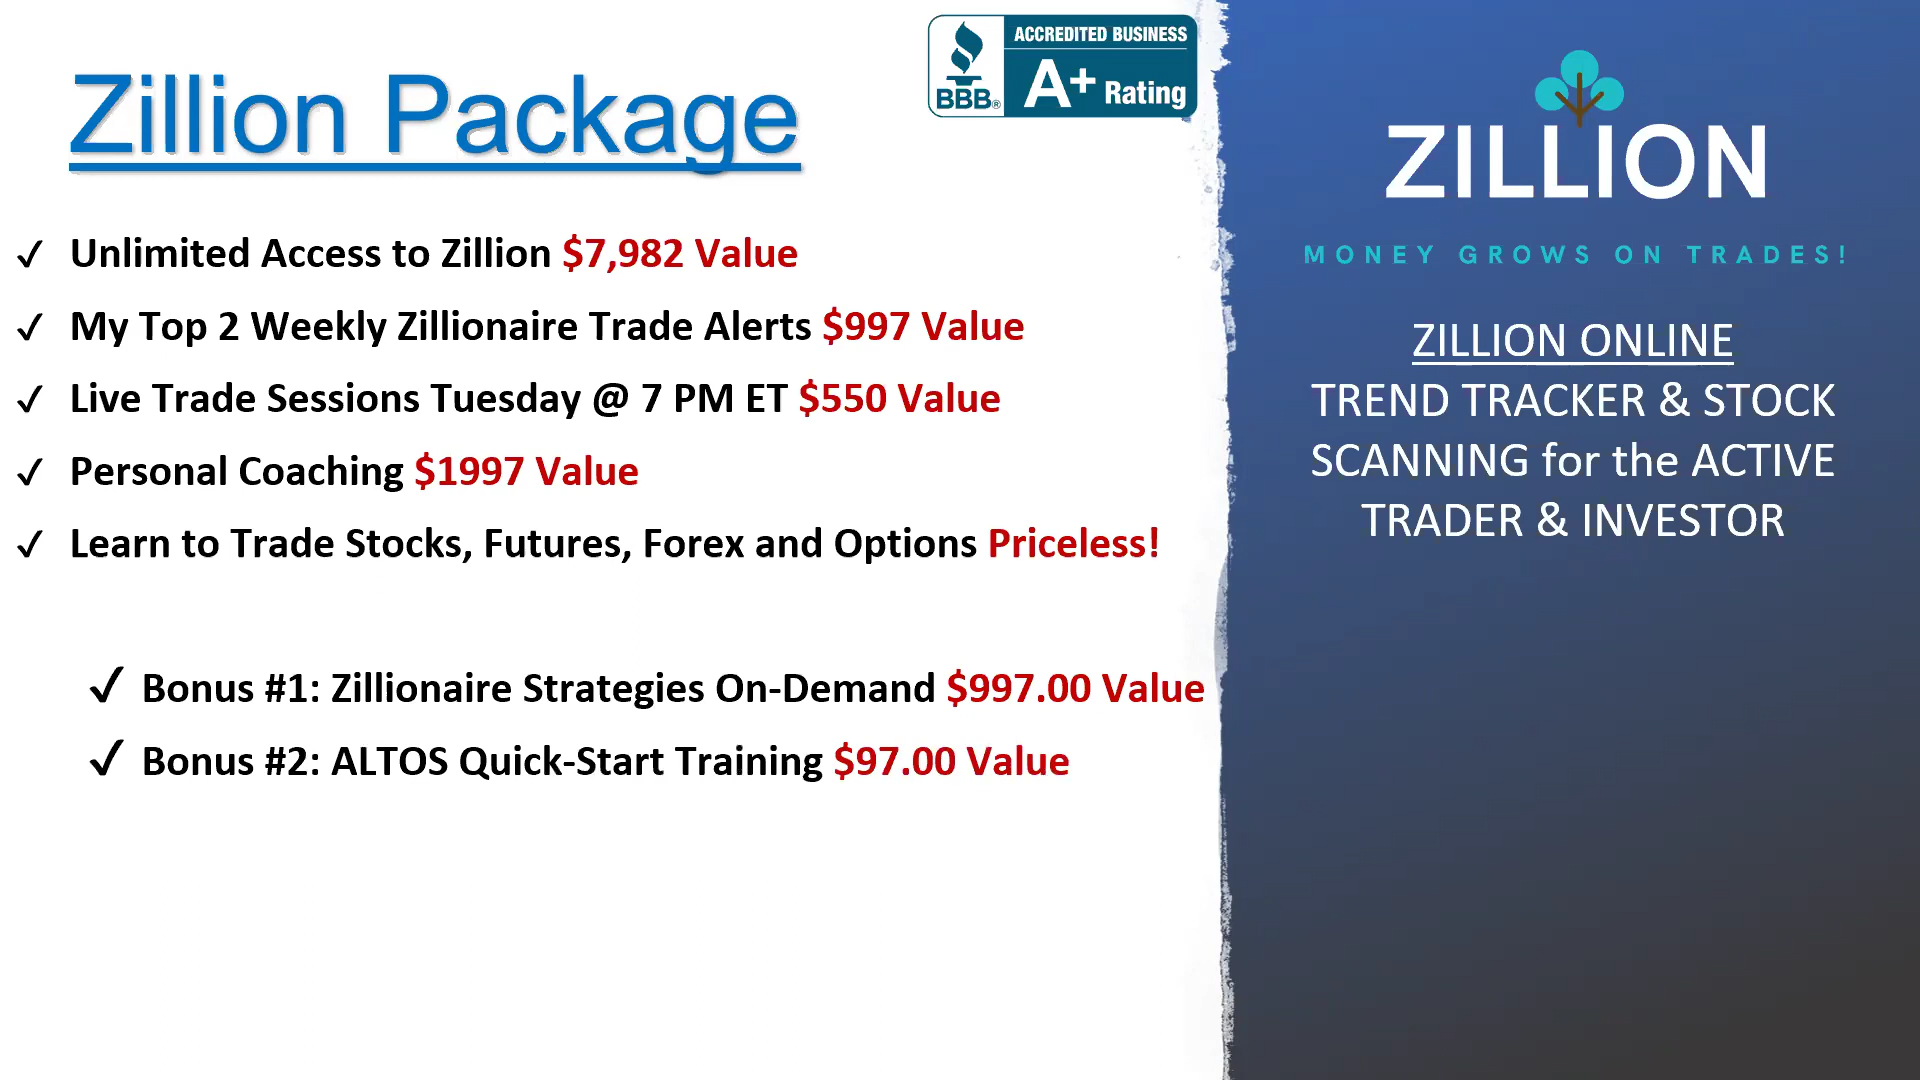 Zillion Package
BBB®
ACCREDITED BUSINESS
A+ Rating
✓ Unlimited Access to Zillion $7,982 Value
✓ My Top 2 Weekly Zillionaire Trade Alerts $997 Value
✓ Live Trade Sessions Tuesday @ 7 PM ET $550 Value
✓ Personal Coaching $1997 Value
✓ Learn to Trade Stocks, Futures, Forex and Options Priceless!
✓ Bonus #1: Zillionaire Strategies On-Demand $997.00 Value
✓ Bonus #2: ALTOS Quick-Start Training $97.00 Value
ZILLION
MONEY GROWS ON TRADES!
ZILLION ONLINE
TREND TRACKER & STOCK
SCANNING for the ACTIVE
TRADER & INVESTOR